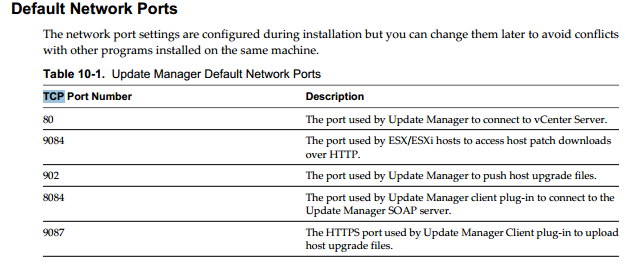 Default Network Ports
The network port settings are configured during installation but you can change them later to avoid conflicts
with other programs installed on the same machine.
Table 10-1. Update Manager Default Network Ports
TCP Port Number Description
80 The port used by Update Manager to connect to vCenter Server.
9084 The port used by ESX/ESXi hosts to access host patch downloads
over HTTP.
902 The port used by Update Manager to push host upgrade files.
8084 The port used by Update Manager client plug-in to connect to the
Update Manager SOAP server.
9087 The HTTPS port used by Update Manager Client plug-in to upload
host upgrade files.